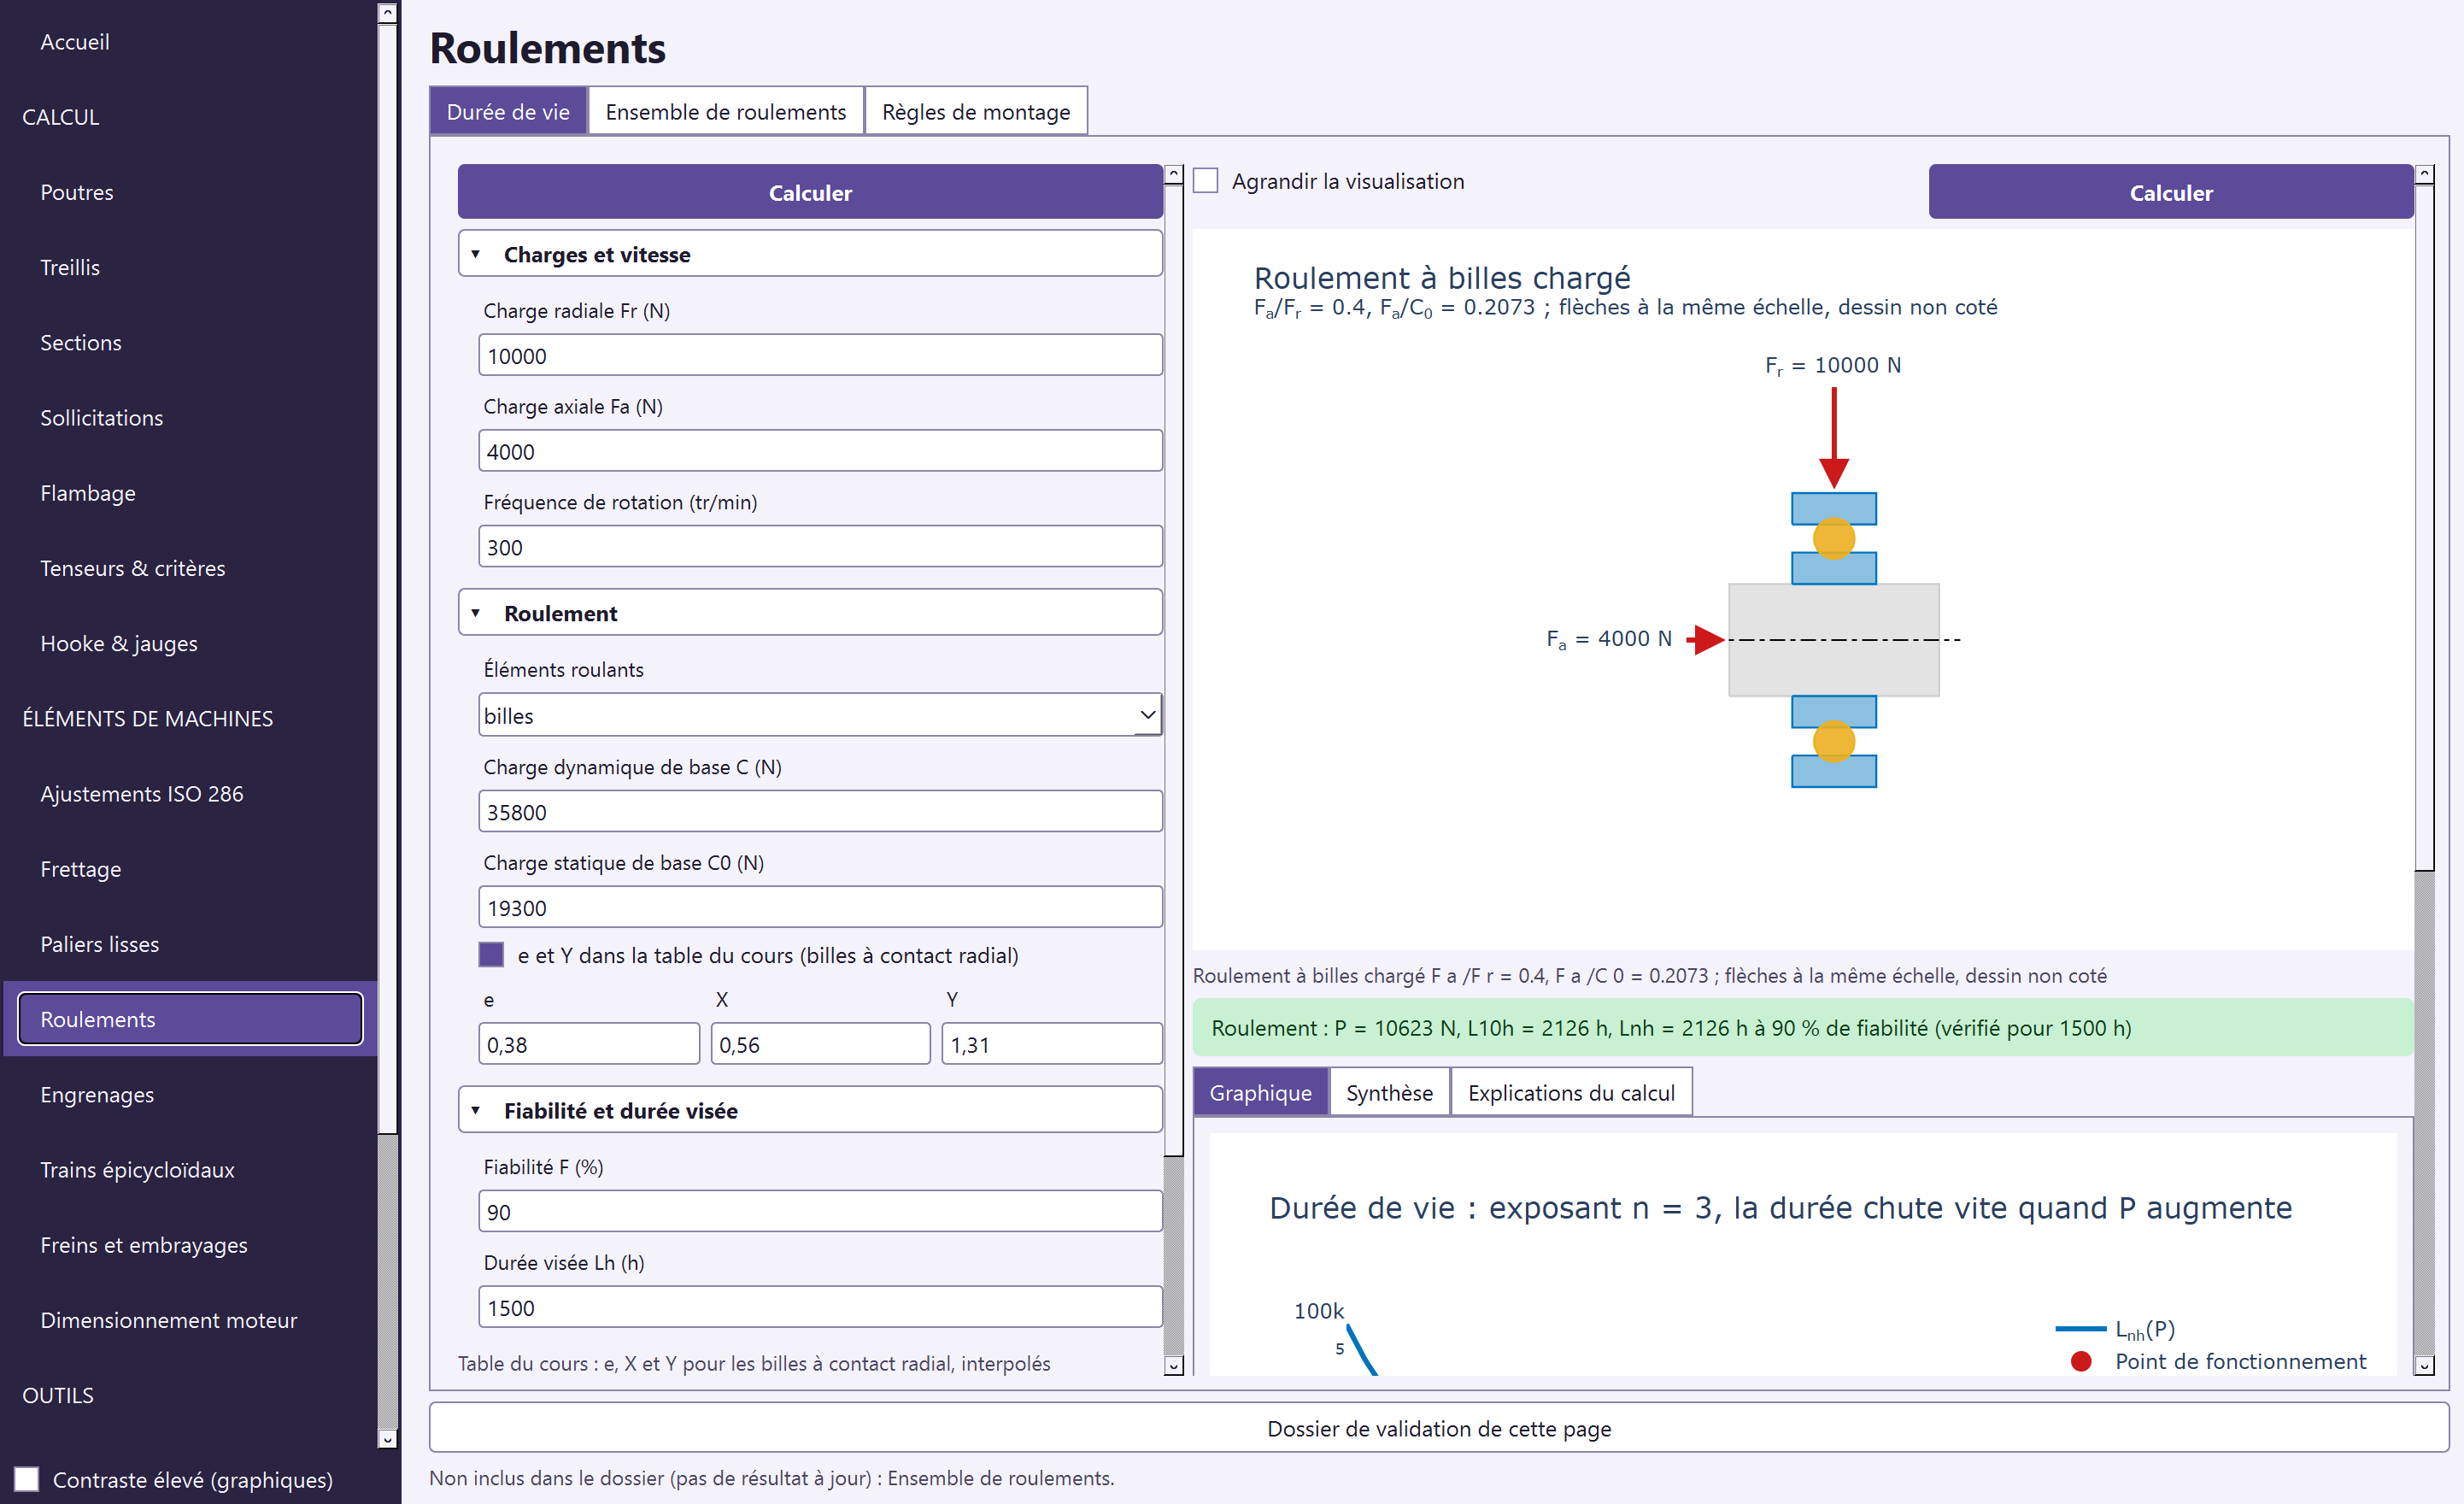 Accueil
CALCUL
Poutres
Treillis
Sections
Sollicitations
Flambage
Tenseurs & critères
Hooke & jauges
ÉLÉMENTS DE MACHINES
Ajustements ISO 286
Frettage
Paliers lisses
Roulements
Engrenages
Trains épicycloïdaux
Freins et embrayages
Dimensionnement moteur
OUTILS
Contraste élevé (graphiques)
Roulements
Durée de vie
Ensemble de roulements
Règles de montage
Calculer
Charges et vitesse
Charge radiale Fr (N)
10000
Charge axiale Fa (N)
4000
Fréquence de rotation (tr/min)
300
Roulement
Éléments roulants
billes
Charge dynamique de base C (N)
35800
Charge statique de base C0 (N)
19300
e et Y dans la table du cours (billes à contact radial)
e X Y
0,38 0,56 1,31
Fiabilité et durée visée
Fiabilité F (%)
90
Durée visée Lh (h)
1500
Table du cours : e, X et Y pour les billes à contact radial, interpolés
Agrandir la visualisation
Calculer
Roulement à billes chargé
Fa/Fr = 0.4, Fa/C0 = 0.2073 ; flèches à la même échelle, dessin non coté
Fr = 10000 N
Fa = 4000 N
Roulement à billes chargé F a /F r = 0.4, F a /C 0 = 0.2073 ; flèches à la même échelle, dessin non coté
Roulement : P = 10623 N, L10h = 2126 h, Lnh = 2126 h à 90 % de fiabilité (vérifié pour 1500 h)
Graphique
Synthèse
Explications du calcul
Durée de vie : exposant n = 3, la durée chute vite quand P augmente
100k
5
Lnh(P)
Point de fonctionnement
Dossier de validation de cette page
Non inclus dans le dossier (pas de résultat à jour) : Ensemble de roulements.